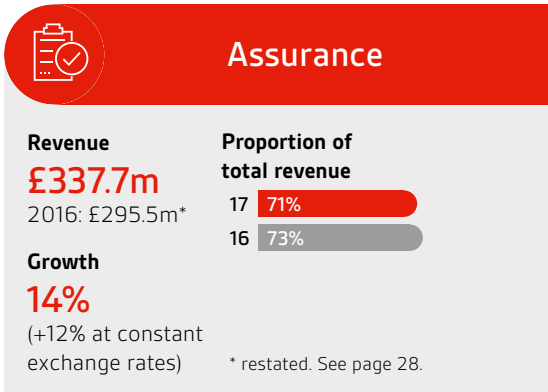 Assurance
Revenue
£337.7m
2016: £295.5m*
Growth
14%
(+12% at constant
exchange rates)
Proportion of
total revenue
17 71%
16 73%
* restated. See page 28.